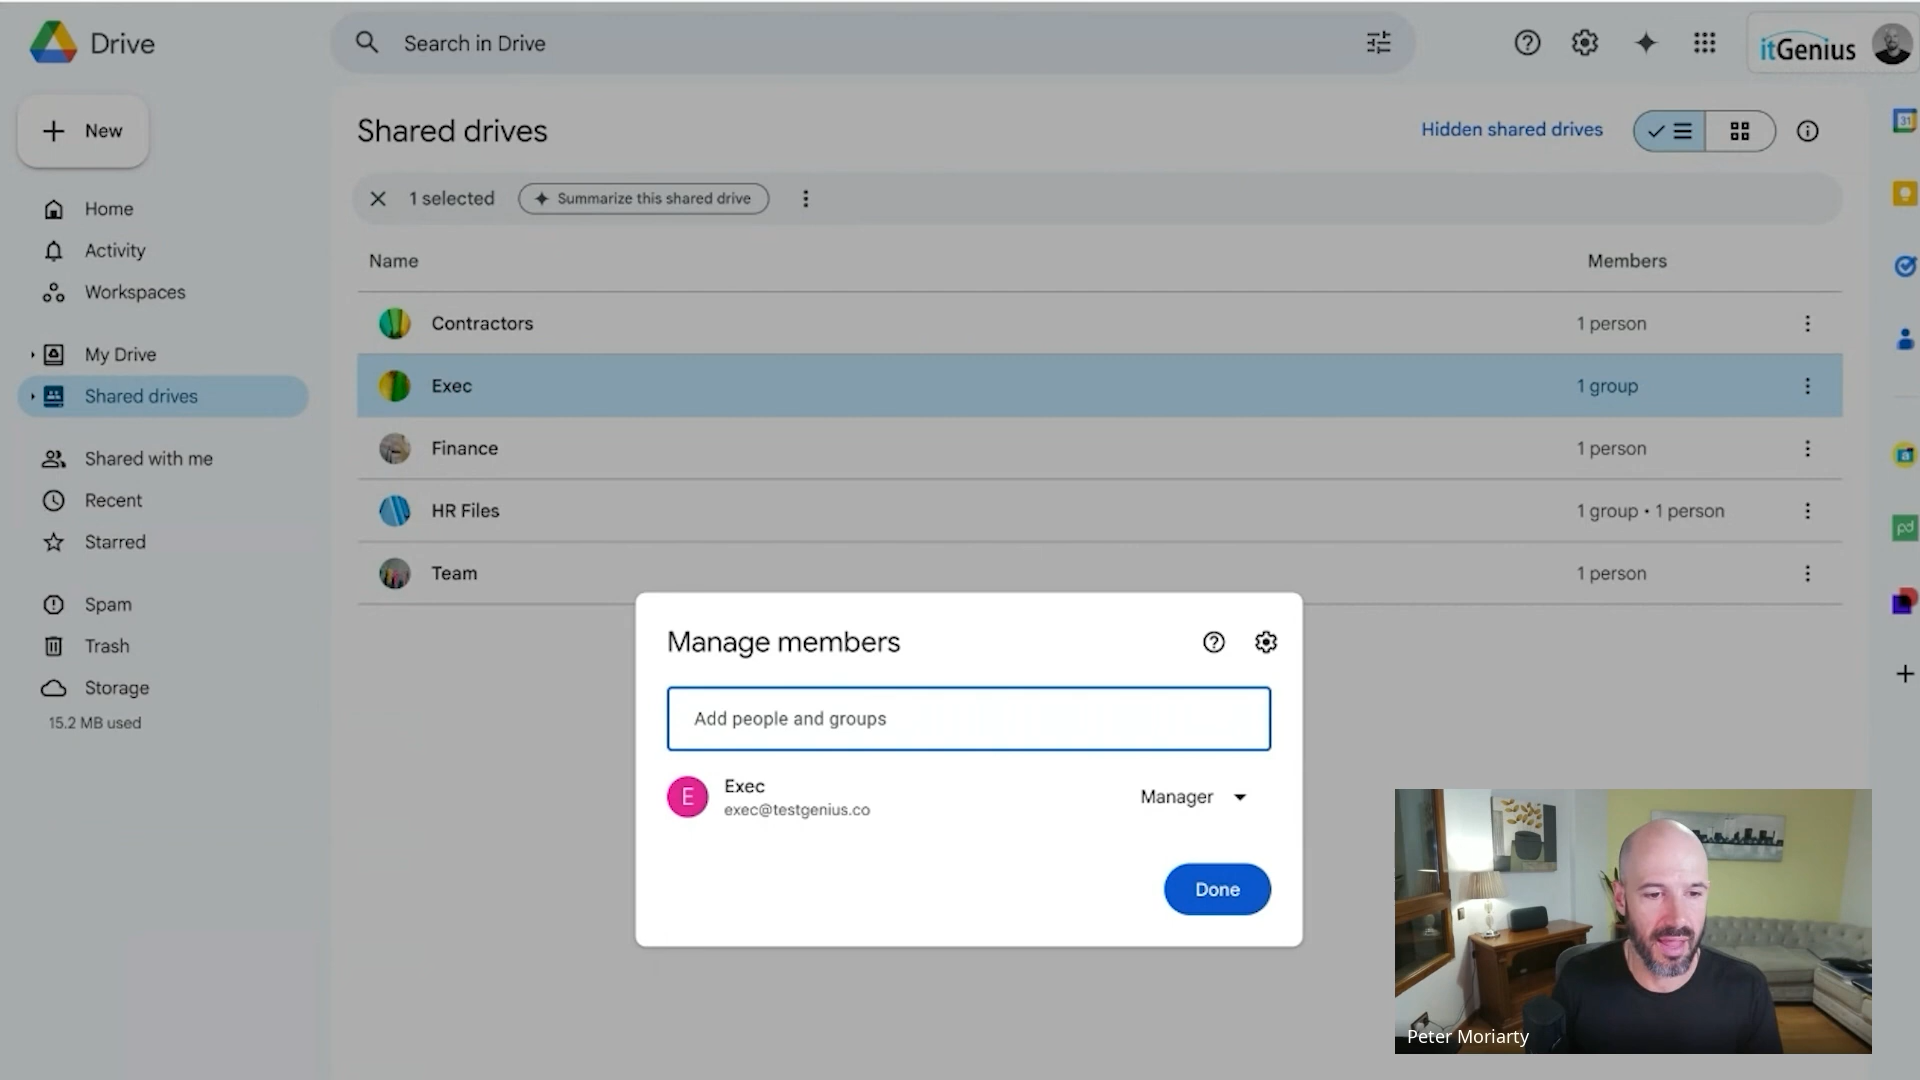 Drive
Search in Drive
itGenius
New
Shared drives
Hidden shared drives
1 selected
Summarize this shared drive
Home
Activity
Workspaces
My Drive
Shared drives
Shared with me
Recent
Starred
Spam
Trash
Storage
15.2 MB used
Name
Members
Contractors
1 person
Exec
1 group
Finance
1 person
HR Files
1 group • 1 person
Team
1 person
Manage members
Add people and groups
E
Exec
exec@testgenius.co
Manager
Done
31
pd
Peter Moriarty